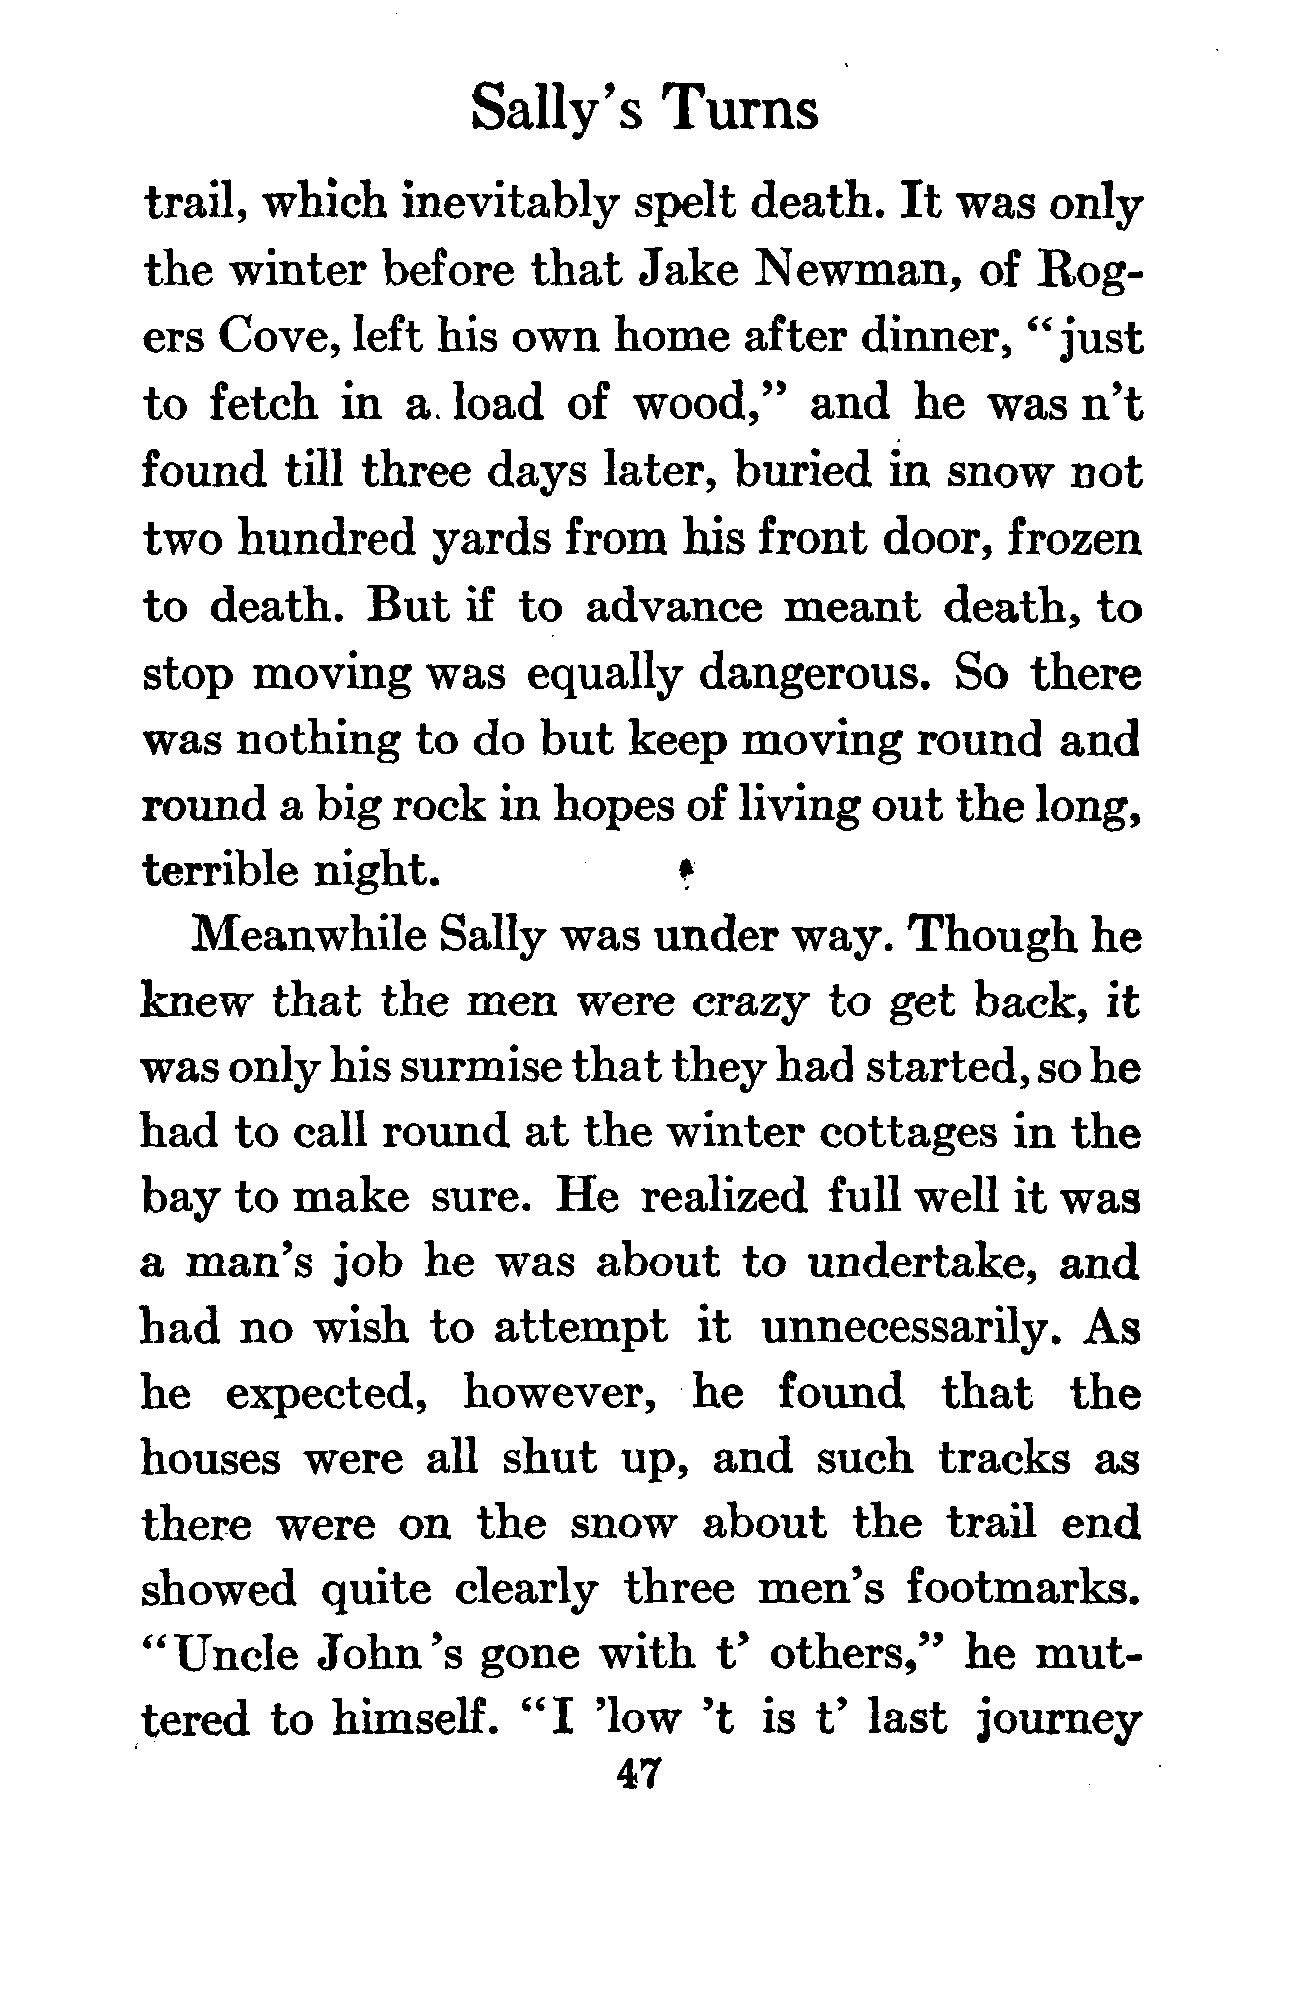 Sally's Turns
trail, which inevitably spelt death. It was only
the winter before that Jake Newman, of Rog-
ers Cove, left his own home after dinner, "just
to fetch in a load of wood," and he was n't
found till three days later, buried in snow not
two hundred yards from his front door, frozen
to death. But if to advance meant death, to
stop moving was equally dangerous. So there
was nothing to do but keep moving round and
round a big rock in hopes of living out the long,
terrible night.
Meanwhile Sally was under way. Though he
knew that the men were crazy to get back, it
was only his surmise that they had started, so he
had to call round at the winter cottages in the
bay to make sure. He realized full well it was
a man's job he was about to undertake, and
had no wish to attempt it unnecessarily. As
he expected, however, he found that the
houses were all shut up, and such tracks as
there were on the snow about the trail end
showed quite clearly three men's footmarks.
"Uncle John 's gone with t' others," he mut-
tered to himself. "I 'low 't is t' last journey
47